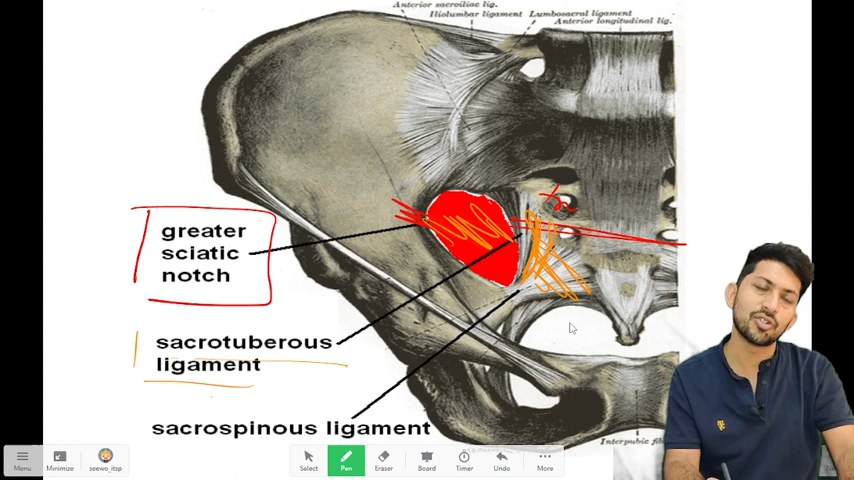 Anterior sacroiliac lig.
Iliolumbar ligament
Lumbosacral ligament
Anterior longitudinal lig.
greater
sciatic
notch
sacrotuberous
ligament
sacrospinous ligament
Interpubic
Menu
Minimize
seewo_itsp
Select
Pen
Eraser
Board
Timer
Undo
More